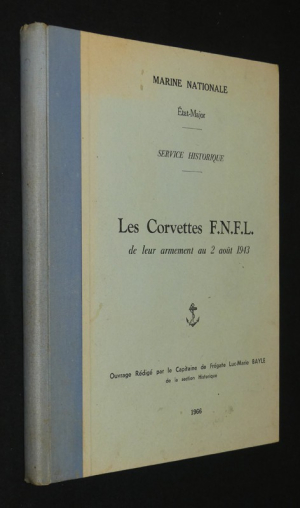 MARINE NATIONALE
État-Major
SERVICE HISTORIQUE
Les Corvettes F.N.F.L.
de leur armement au 2 août 1943
Ouvrage Rédigé par le Capitaine de Frégate Luc-Marie BAYLE
de la section Historique
1966